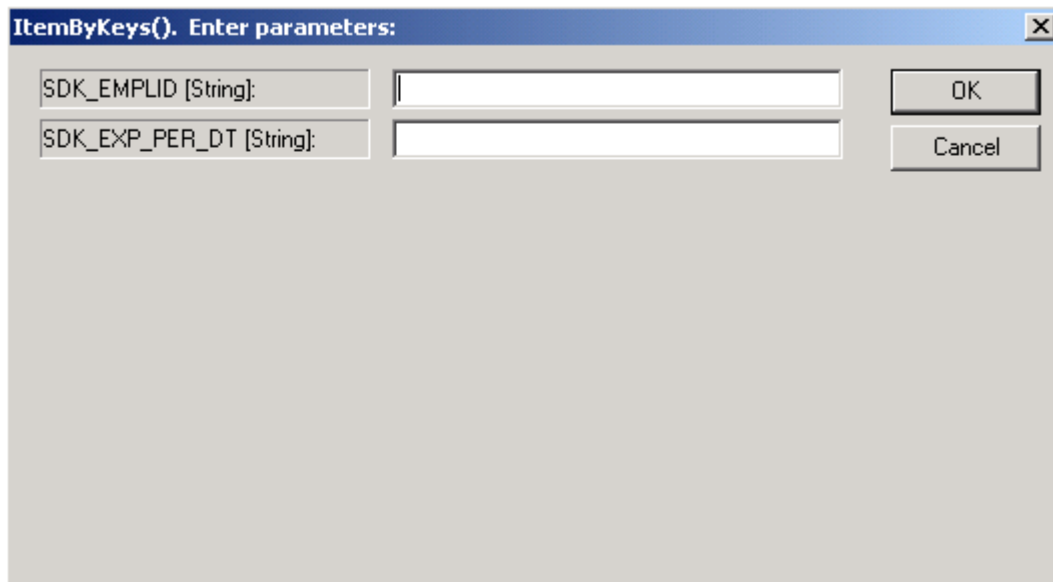 ItemByKeys(). Enter parameters:
SDK_EMPLID [String]:
OK
SDK_EXP_PER_DT [String]:
Cancel